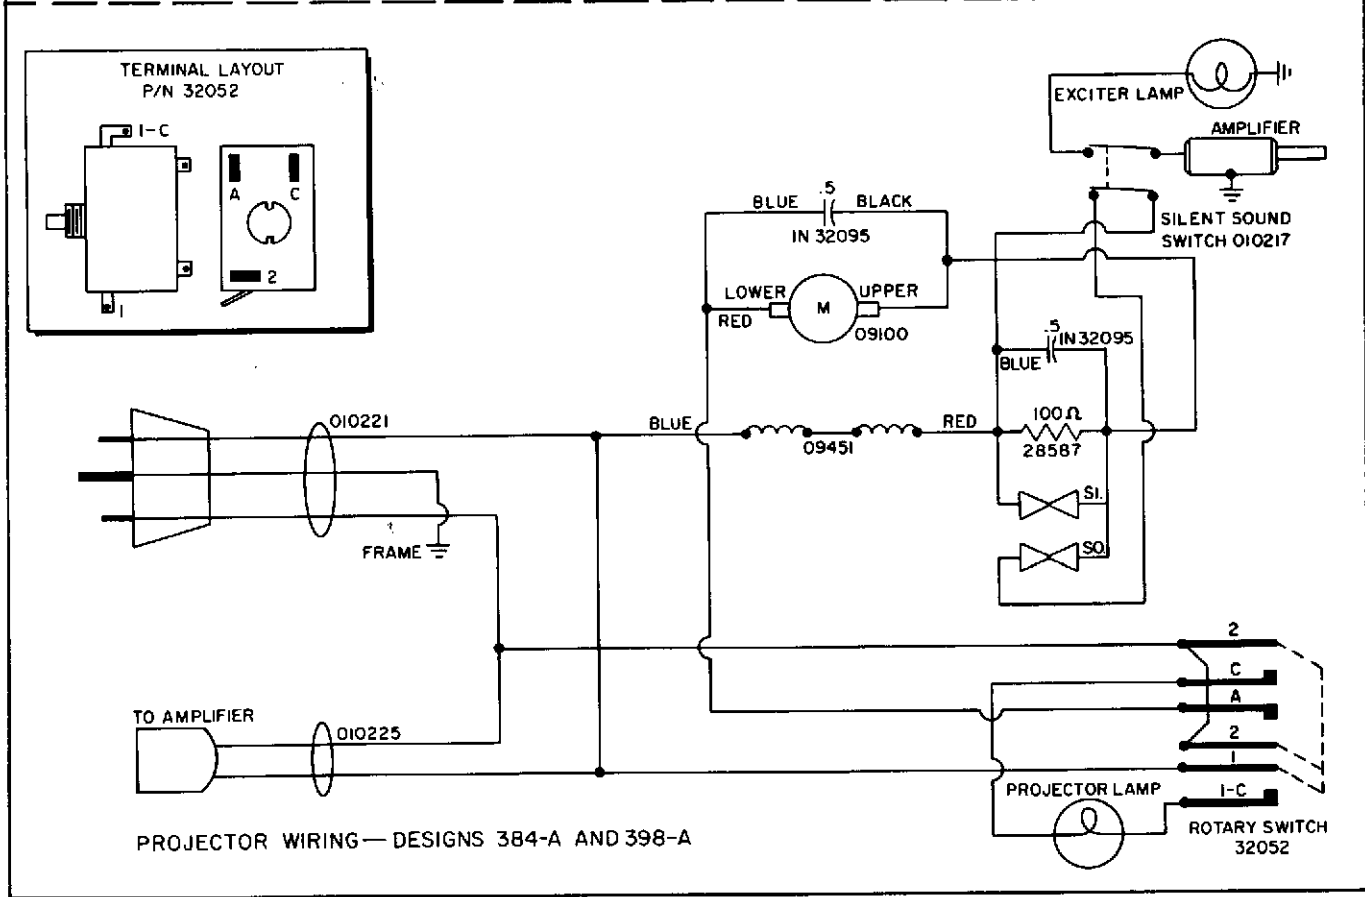 TERMINAL LAYOUT
P/N 32052
I-C
A
C
2
1
EXCITER LAMP
AMPLIFIER
SILENT SOUND
SWITCH 010217
.5
BLUE
BLACK
IN 32095
LOWER
UPPER
RED
M
09100
.5
IN 32095
BLUE
010221
BLUE
09451
RED
100Ω
28587
SI.
SO.
FRAME
2
C
A
2
1
I-C
TO AMPLIFIER
010225
PROJECTOR LAMP
ROTARY SWITCH
32052
PROJECTOR WIRING — DESIGNS 384-A AND 398-A